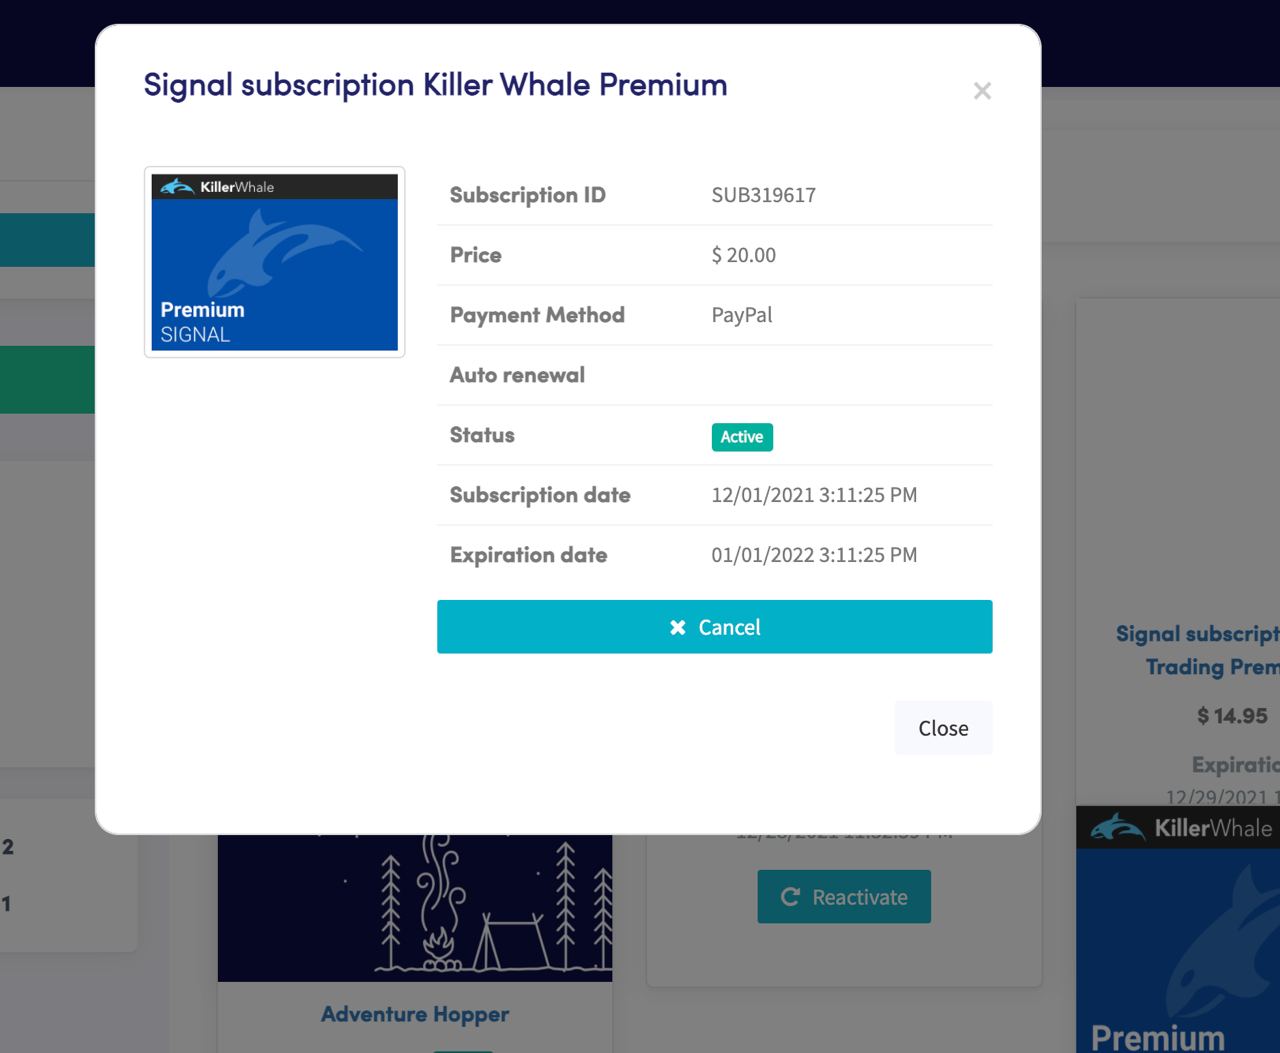 Signal subscription Killer Whale Premium
×
KillerWhale
Premium
SIGNAL
Subscription ID SUB319617
Price $ 20.00
Payment Method PayPal
Auto renewal
Status Active
Subscription date 12/01/2021 3:11:25 PM
Expiration date 01/01/2022 3:11:25 PM
Cancel
Close
2
1
Reactivate
Adventure Hopper
Signal subscript
Trading Prem
$ 14.95
Expiratio
12/29/2021 1
KillerWhale
Premium